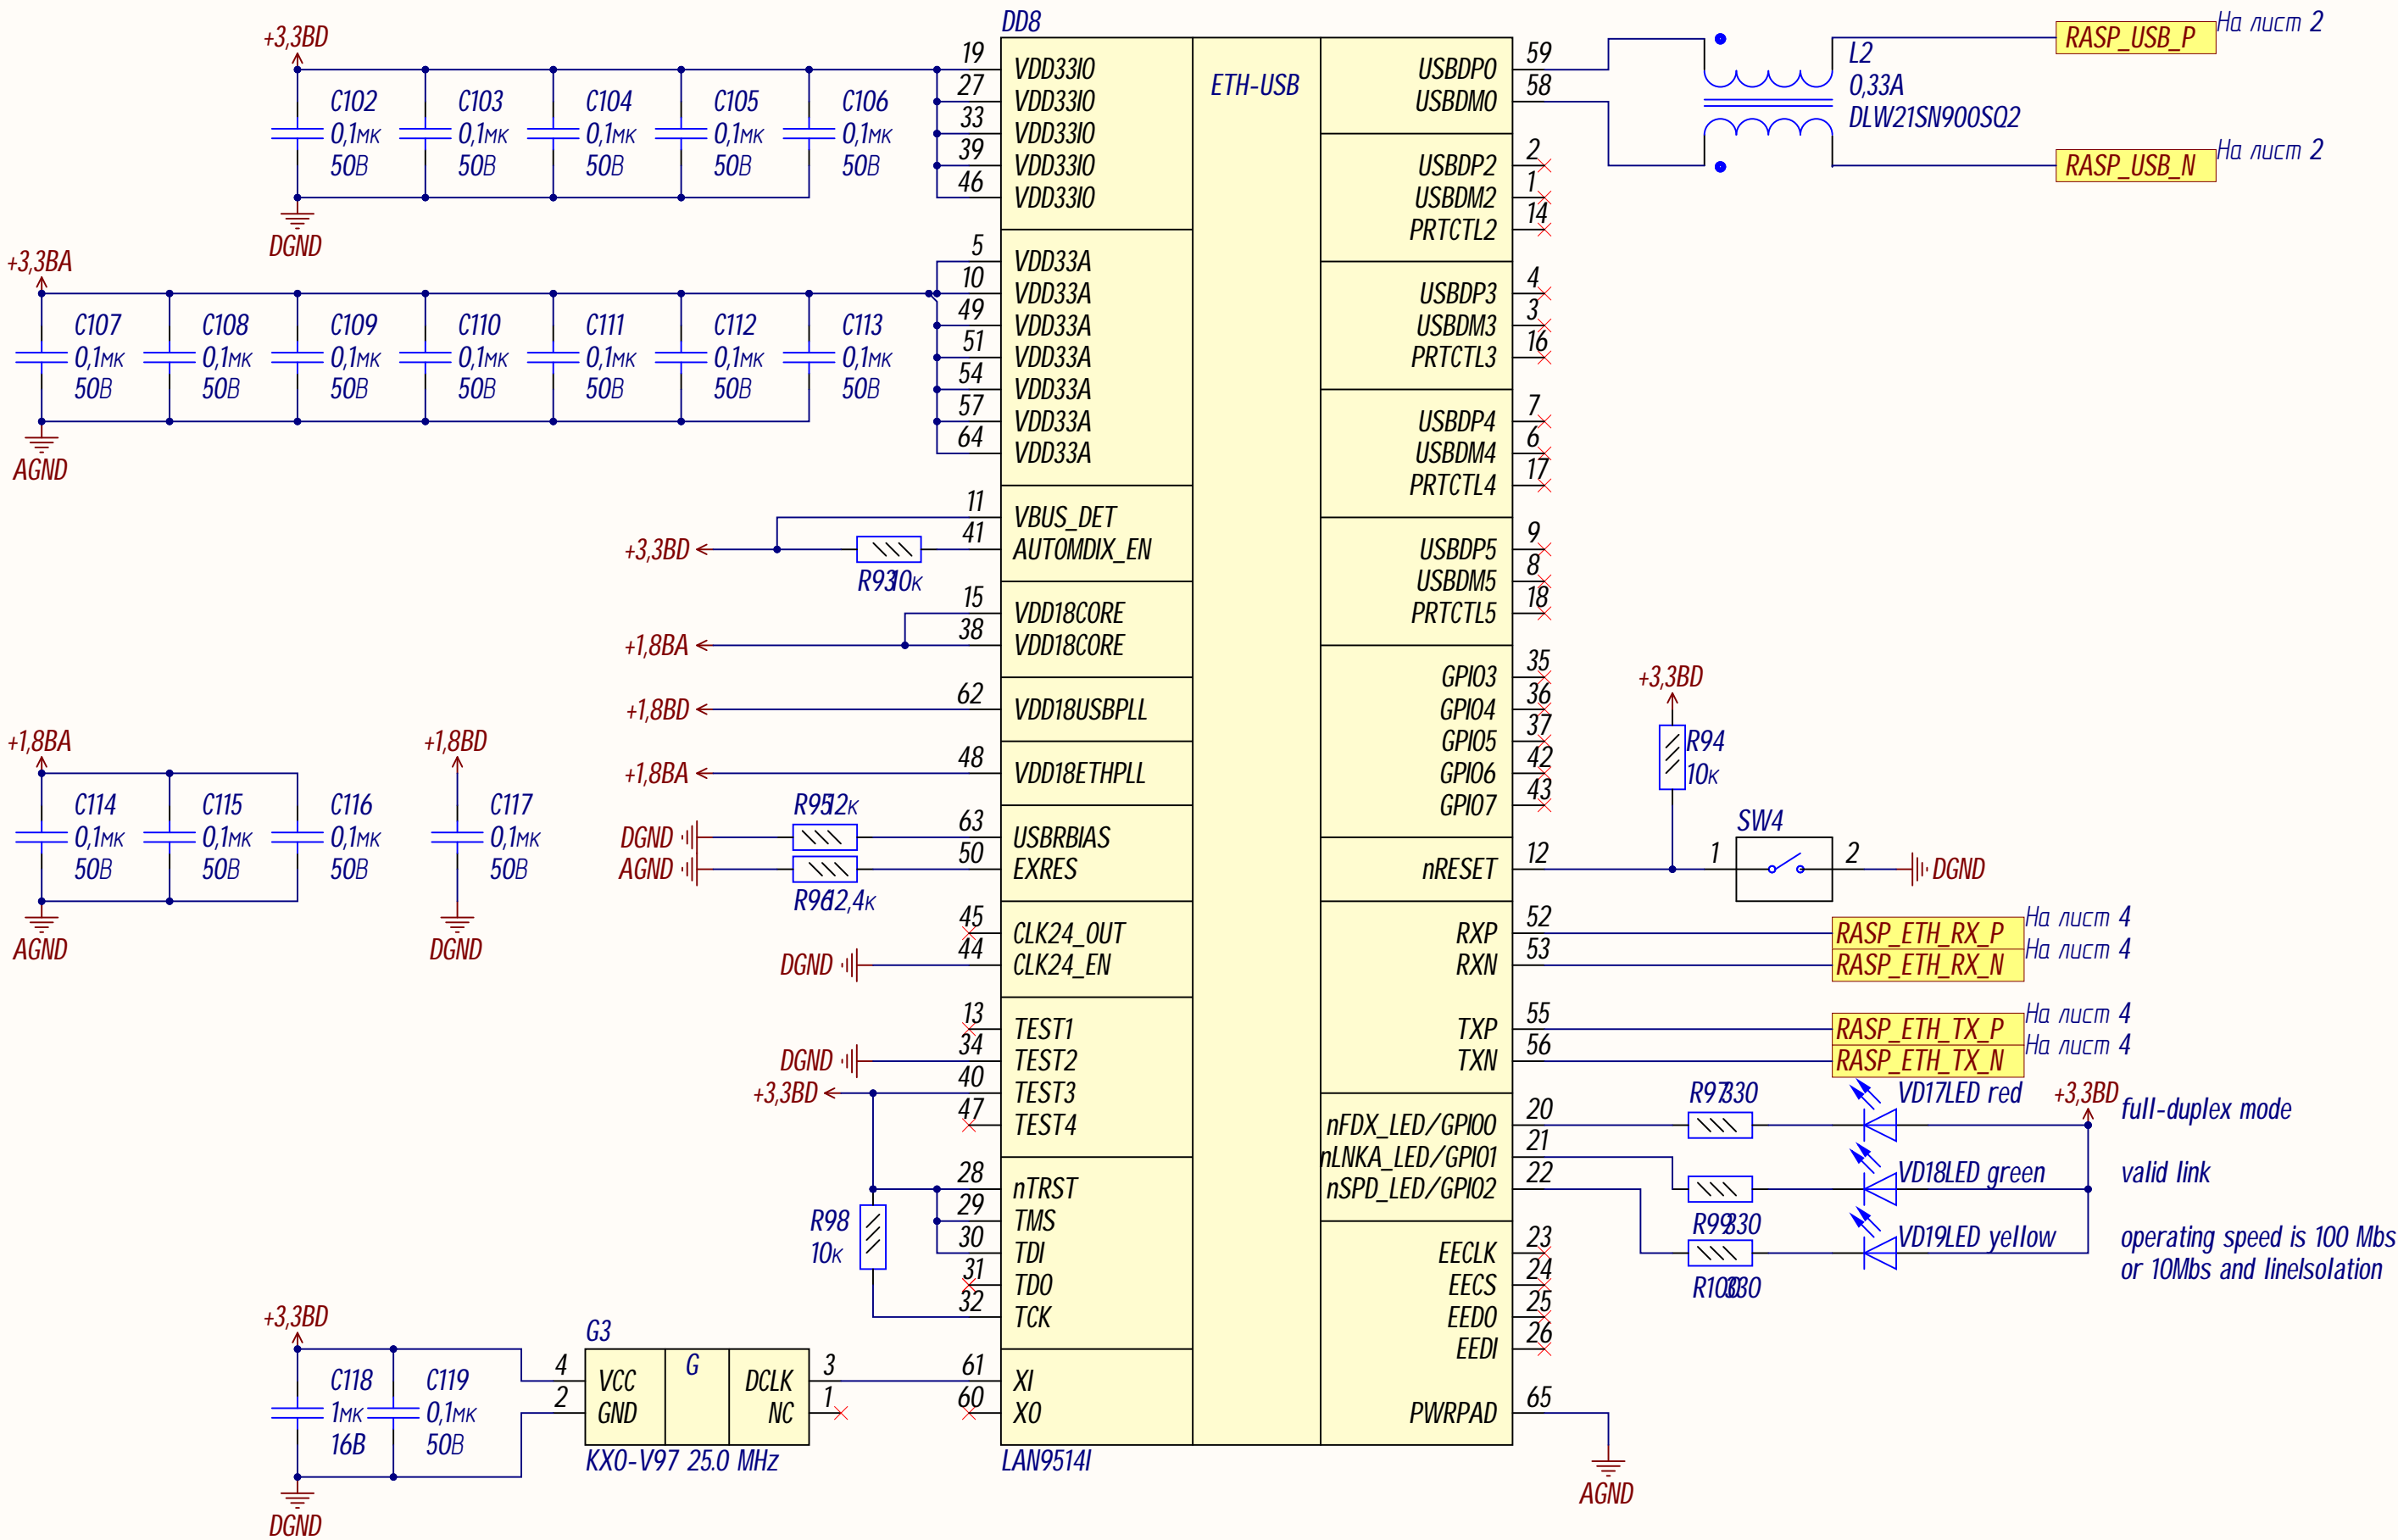 DD8
ETH-USB
LAN9514I
+3,3BD
C102
0,1мк
50В
C103
0,1мк
50В
C104
0,1мк
50В
C105
0,1мк
50В
C106
0,1мк
50В
DGND
19 VDD33IO
27 VDD33IO
33 VDD33IO
39 VDD33IO
46 VDD33IO
+3,3BA
C107
0,1мк
50В
C108
0,1мк
50В
C109
0,1мк
50В
C110
0,1мк
50В
C111
0,1мк
50В
C112
0,1мк
50В
C113
0,1мк
50В
AGND
5 VDD33A
10 VDD33A
49 VDD33A
51 VDD33A
54 VDD33A
57 VDD33A
64 VDD33A
11 VBUS_DET
+3,3BD
R93 10к
41 AUTOMDIX_EN
15 VDD18CORE
+1,8BA
38 VDD18CORE
+1,8BD
62 VDD18USBPLL
+1,8BA
48 VDD18ETHPLL
+1,8BA
C114
0,1мк
50В
C115
0,1мк
50В
C116
0,1мк
50В
AGND
+1,8BD
C117
0,1мк
50В
DGND
R95 12к
DGND
63 USBRBIAS
AGND
50 EXRES
R96 12,4к
45 CLK24_OUT
DGND
44 CLK24_EN
13 TEST1
DGND
34 TEST2
+3,3BD
40 TEST3
47 TEST4
28 nTRST
29 TMS
30 TDI
31 TDO
32 TCK
R98
10к
+3,3BD
C118
1мк
16В
C119
0,1мк
50В
DGND
G3
G
4 VCC
2 GND
DCLK 3
NC 1
KXO-V97 25.0 MHz
61 XI
60 XO
USBDP0 59
USBDM0 58
L2
0,33A
DLW21SN900SQ2
RASP_USB_P На лист 2
RASP_USB_N На лист 2
USBDP2 2
USBDM2 1
PRTCTL2 14
USBDP3 4
USBDM3 3
PRTCTL3 16
USBDP4 7
USBDM4 6
PRTCTL4 17
USBDP5 9
USBDM5 8
PRTCTL5 18
GPIO3 35
GPIO4 36
GPIO5 37
GPIO6 42
GPIO7 43
+3,3BD
R94
10к
nRESET 12
SW4
1 2
DGND
RXP 52
RASP_ETH_RX_P На лист 4
RXN 53
RASP_ETH_RX_N На лист 4
TXP 55
RASP_ETH_TX_P На лист 4
TXN 56
RASP_ETH_TX_N На лист 4
nFDX_LED/GPIO0 20
R97 330
VD17 LED red
+3,3BD
full-duplex mode
nLNKA_LED/GPIO1 21
R99 330
VD18 LED green
valid link
nSPD_LED/GPIO2 22
R100 330
VD19 LED yellow
operating speed is 100 Mbs
or 10Mbs and lineIsolation
EECLK 23
EECS 24
EEDO 25
EEDI 26
PWRPAD 65
AGND